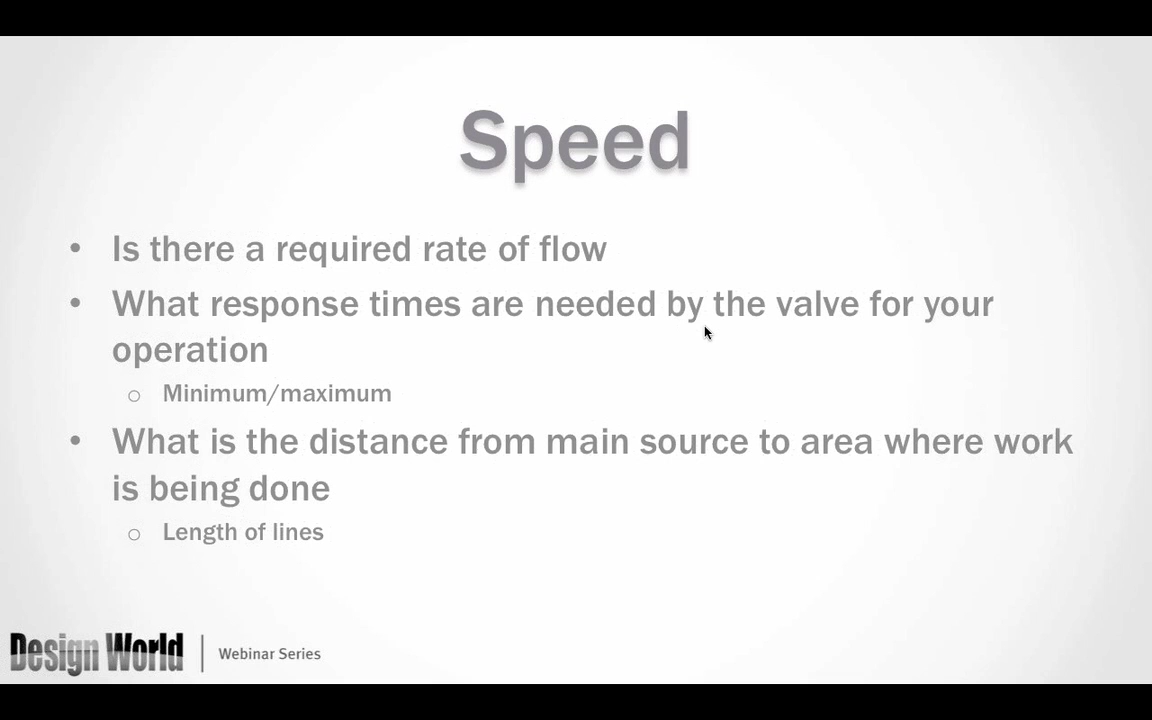 Speed
• Is there a required rate of flow
• What response times are needed by the valve for your
operation
○ Minimum/maximum
• What is the distance from main source to area where work
is being done
○ Length of lines
Design World | Webinar Series